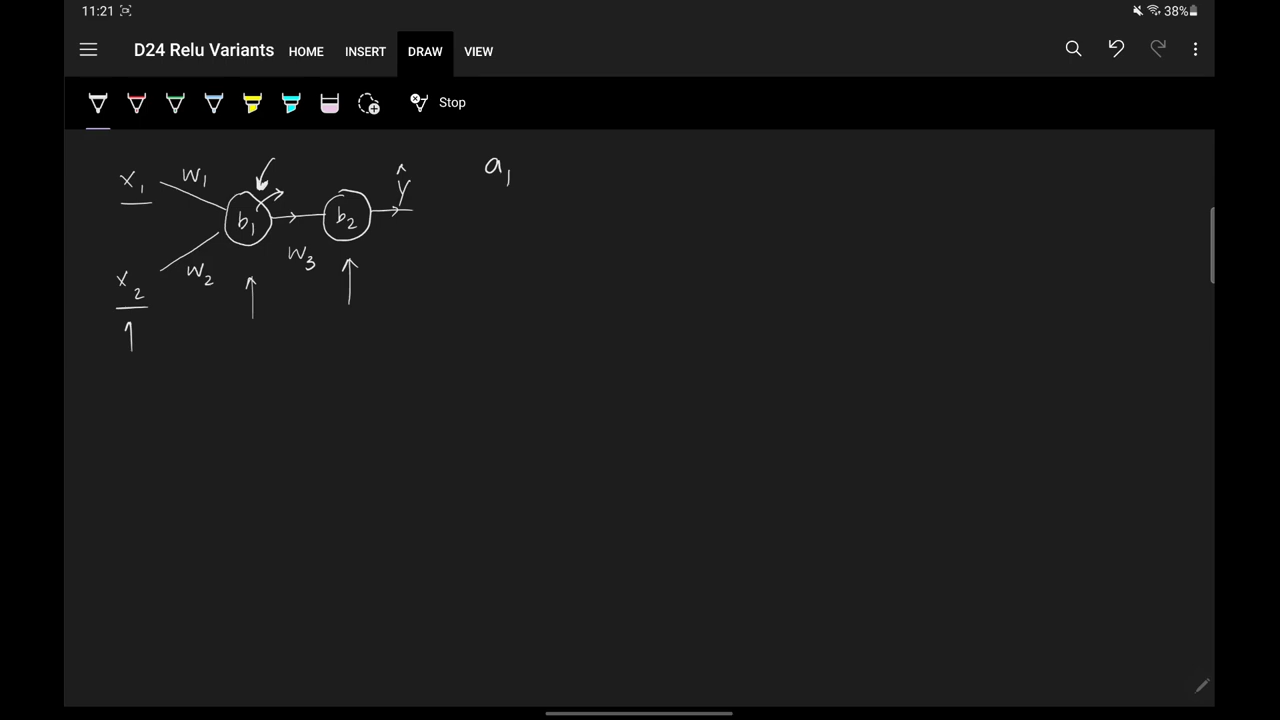 11:21 38%
D24 Relu Variants HOME INSERT DRAW VIEW
Stop
x₁ w₁ ŷ a₁
b₁ b₂
x₂ w₂ w₃